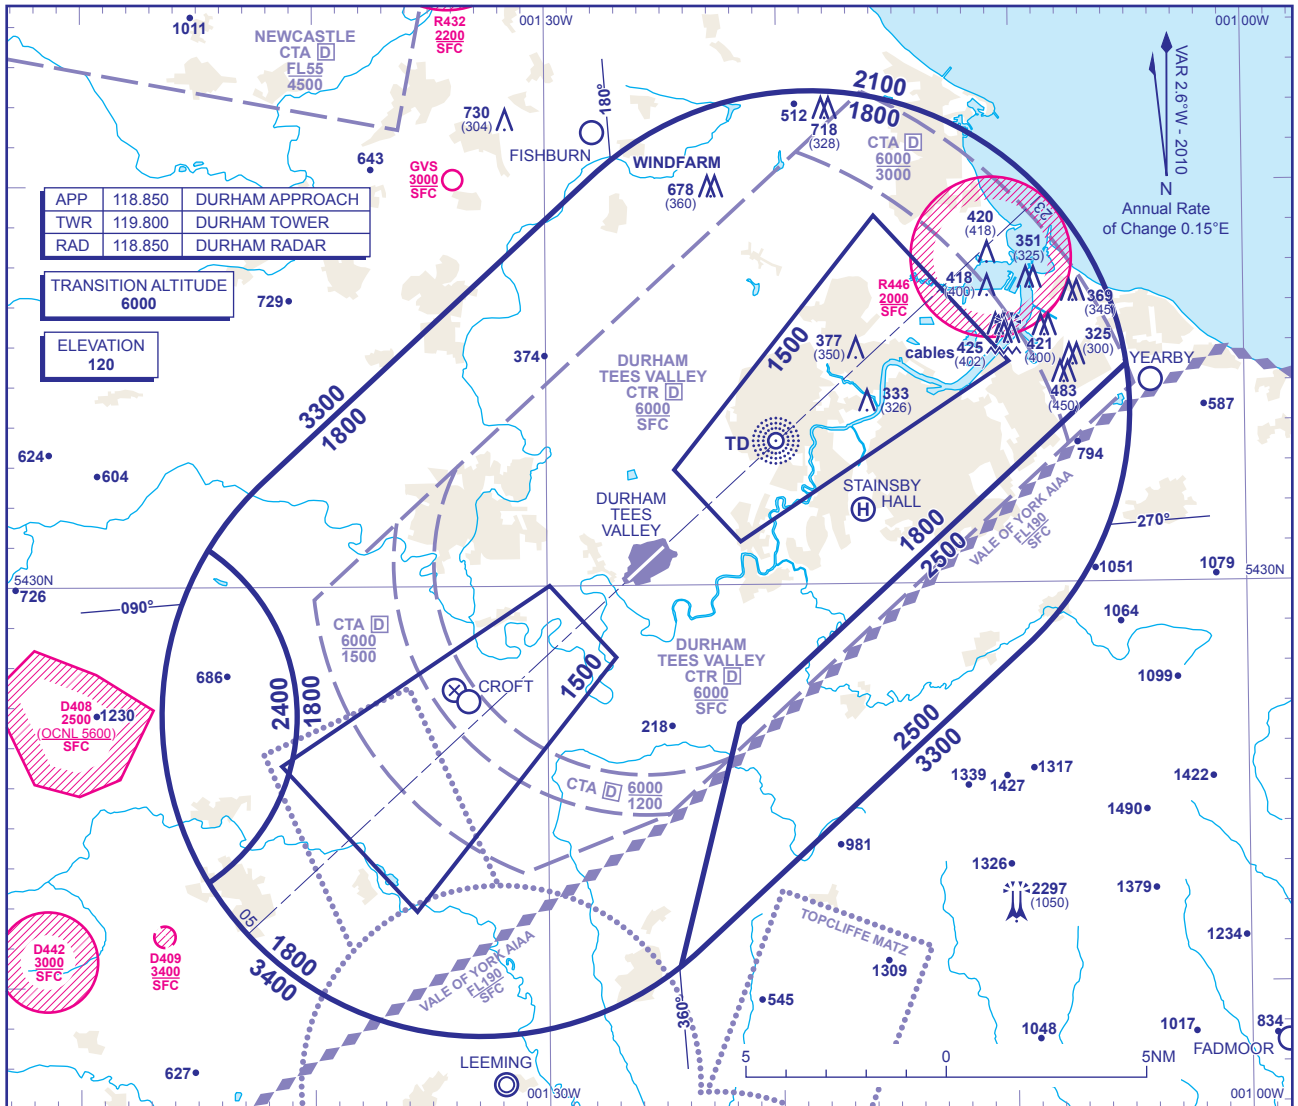 1011
NEWCASTLE
CTA D
FL55
4500
R432
2200
SFC
001:30W
001:00W
VAR 2.6°W - 2010
N
Annual Rate
of Change 0.15°E
2100
1800
180°
730
(304)
FISHBURN
512
718
(328)
CTA D
6000
3000
643
GVS
3000
SFC
WINDFARM
678
(360)
APP 118.850 DURHAM APPROACH
TWR 119.800 DURHAM TOWER
RAD 118.850 DURHAM RADAR
TRANSITION ALTITUDE
6000
ELEVATION
120
23
420
(418)
351
(325)
418
(400)
R446
2000
SFC
369
(345)
729
374
377
(350)
1500
cables
425
(402)
421
(400)
325
(300)
YEARBY
483
(450)
587
333
(326)
DURHAM
TEES VALLEY
CTR D
6000
SFC
3300
1800
TD
794
624
604
STAINSBY
HALL
H
DURHAM
TEES
VALLEY
1800
2500
VALE OF YORK AIAA
FL190
SFC
270°
1051
1079
5430N
5430N
726
090°
1064
CTA D
6000
1500
DURHAM
TEES VALLEY
CTR D
6000
SFC
1500
CROFT
686
2400
1800
1099
D408
2500
(OCNL 5600)
SFC
1230
218
2500
3300
1339
1427
1317
1422
1490
CTA D 6000
1200
981
1326
2297
(1050)
1379
05
1800
3400
TOPCLIFFE MATZ
1234
D442
3000
SFC
D409
3400
SFC
VALE OF YORK AIAA
FL190
SFC
1309
545
360°
1048
1017
834
FADMOOR
627
LEEMING
5 0 5NM
001:30W
001:00W